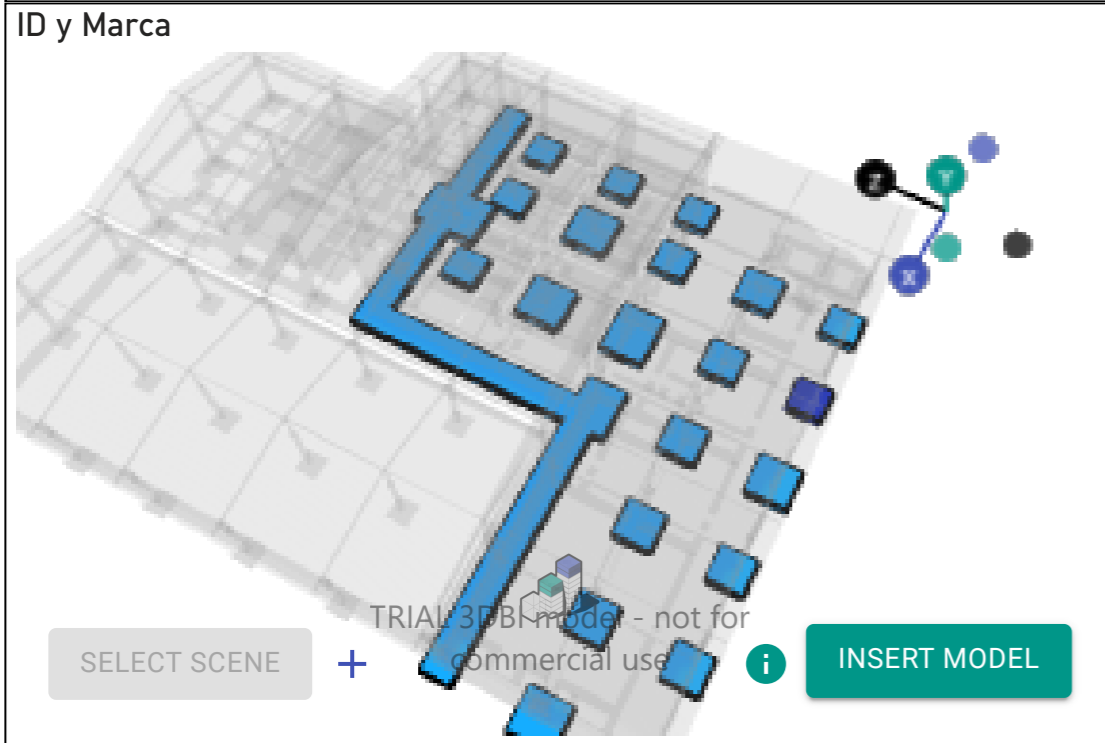 ID y Marca
Z
Y
X
TRIAL 3DBI model - not for
commercial use
SELECT SCENE
+
i
INSERT MODEL